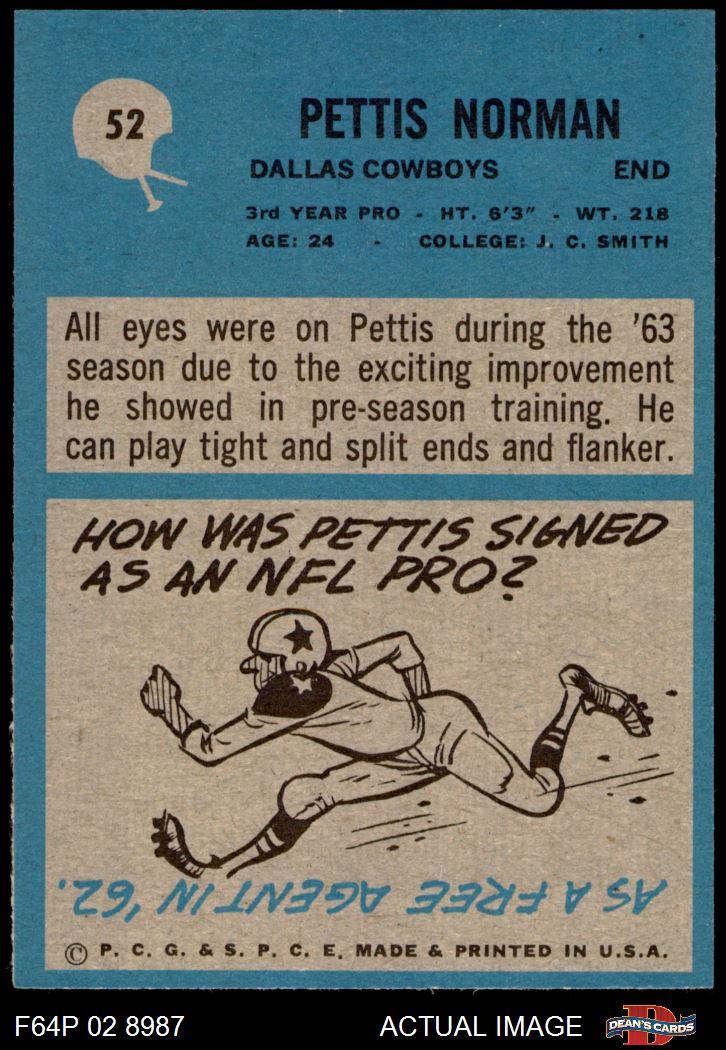 52
PETTIS NORMAN
DALLAS COWBOYS END
3rd YEAR PRO - HT. 6'3" - WT. 218
AGE: 24 - COLLEGE: J. C. SMITH
All eyes were on Pettis during the '63
season due to the exciting improvement
he showed in pre-season training. He
can play tight and split ends and flanker.
HOW WAS PETTIS SIGNED
AS AN NFL PRO?
AS A FREE AGENT IN '62.
© P. C. G. & S. P. C. E. MADE & PRINTED IN U.S.A.
F64P 02 8987 ACTUAL IMAGE
D
DEAN'S CARDS